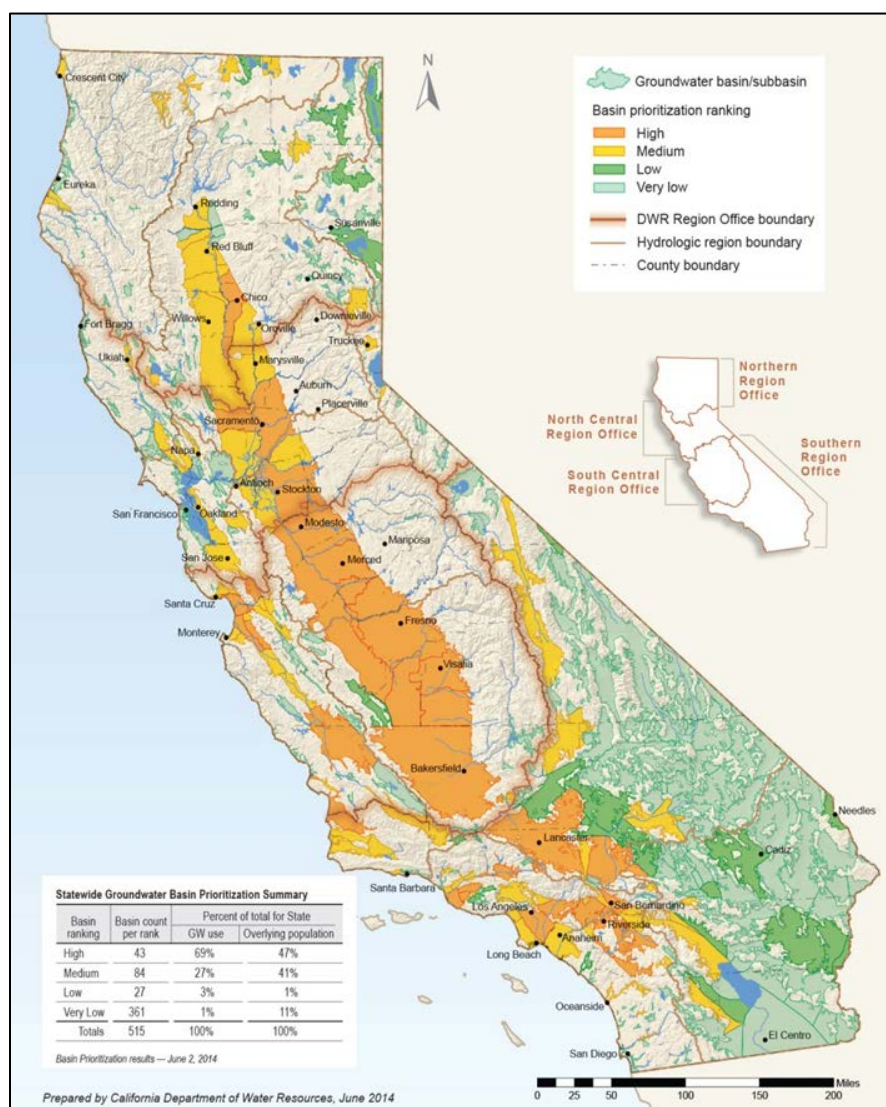 N
Groundwater basin/subbasin
Basin prioritization ranking
High
Medium
Low
Very low
DWR Region Office boundary
Hydrologic region boundary
County boundary
Crescent City
Eureka
Redding
Red Bluff
Susanville
Quincy
Chico
Willows
Oroville
Downieville
Fort Bragg
Ukiah
Truckee
Marysville
Auburn
Placerville
Sacramento
Napa
Antioch
Stockton
San Francisco
Oakland
Modesto
Mariposa
San Jose
Merced
Santa Cruz
Monterey
Fresno
Visalia
Bakersfield
Needles
Lancaster
Cadiz
Santa Barbara
Los Angeles
San Bernardino
Riverside
Anaheim
Long Beach
Oceanside
San Diego
El Centro
Northern
Region
Office
North Central
Region Office
Southern
Region
Office
South Central
Region Office
Statewide Groundwater Basin Prioritization Summary
Basin ranking Basin count per rank Percent of total for State
GW use Overlying population
High 43 69% 47%
Medium 84 27% 41%
Low 27 3% 1%
Very Low 361 1% 11%
Totals 515 100% 100%
Basin Prioritization results — June 2, 2014
Miles
0 50 100 150 200
Prepared by California Department of Water Resources, June 2014